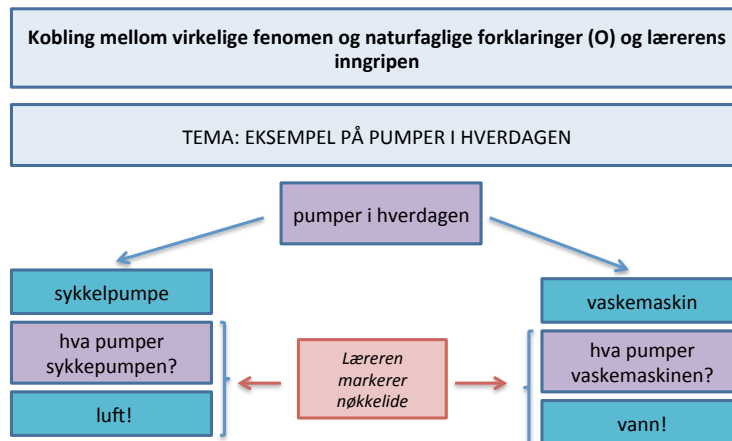 Kobling mellom virkelige fenomen og naturfaglige forklaringer (O) og lærerens
inngripen
TEMA: EKSEMPEL PÅ PUMPER I HVERDAGEN
pumper i hverdagen
sykkelpumpe
hva pumper
sykkepumpen?
luft!
Læreren
markerer
nøkkelide
vaskemaskin
hva pumper
vaskemaskinen?
vann!